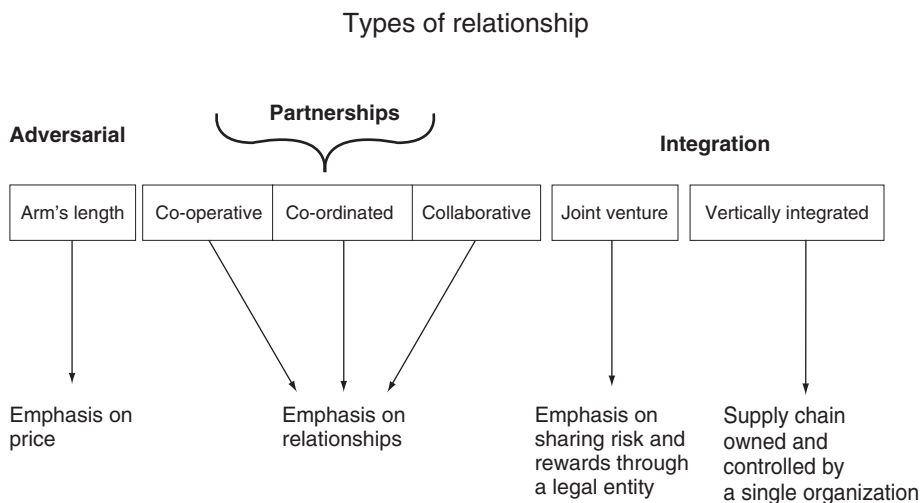 Types of relationship
Partnerships
Adversarial
Integration
Arm's length
Co-operative
Co-ordinated
Collaborative
Joint venture
Vertically integrated
Emphasis on
price
Emphasis on
relationships
Emphasis on
sharing risk and
rewards through
a legal entity
Supply chain
owned and
controlled by
a single organization